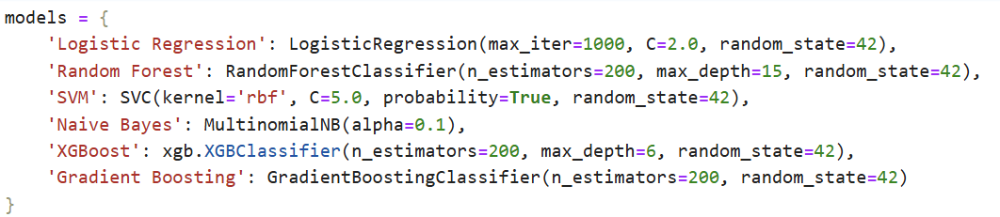 models = {
    'Logistic Regression': LogisticRegression(max_iter=1000, C=2.0, random_state=42),
    'Random Forest': RandomForestClassifier(n_estimators=200, max_depth=15, random_state=42),
    'SVM': SVC(kernel='rbf', C=5.0, probability=True, random_state=42),
    'Naive Bayes': MultinomialNB(alpha=0.1),
    'XGBoost': xgb.XGBClassifier(n_estimators=200, max_depth=6, random_state=42),
    'Gradient Boosting': GradientBoostingClassifier(n_estimators=200, random_state=42)
}